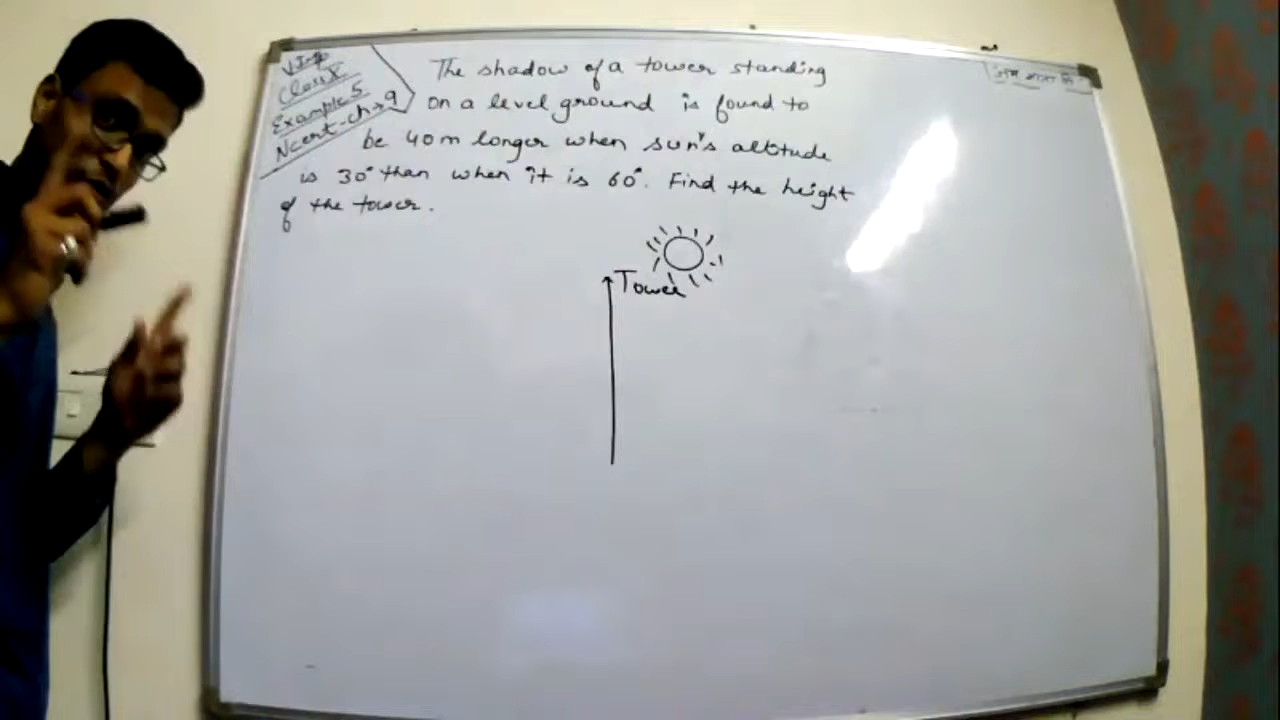 V Imp
Class X
Example 5
Ncert-ch→9
The shadow of a tower standing
on a level ground is found to
be 40m longer when sun's altitude
is 30° than when it is 60°. Find the height
of the tower.
Tower